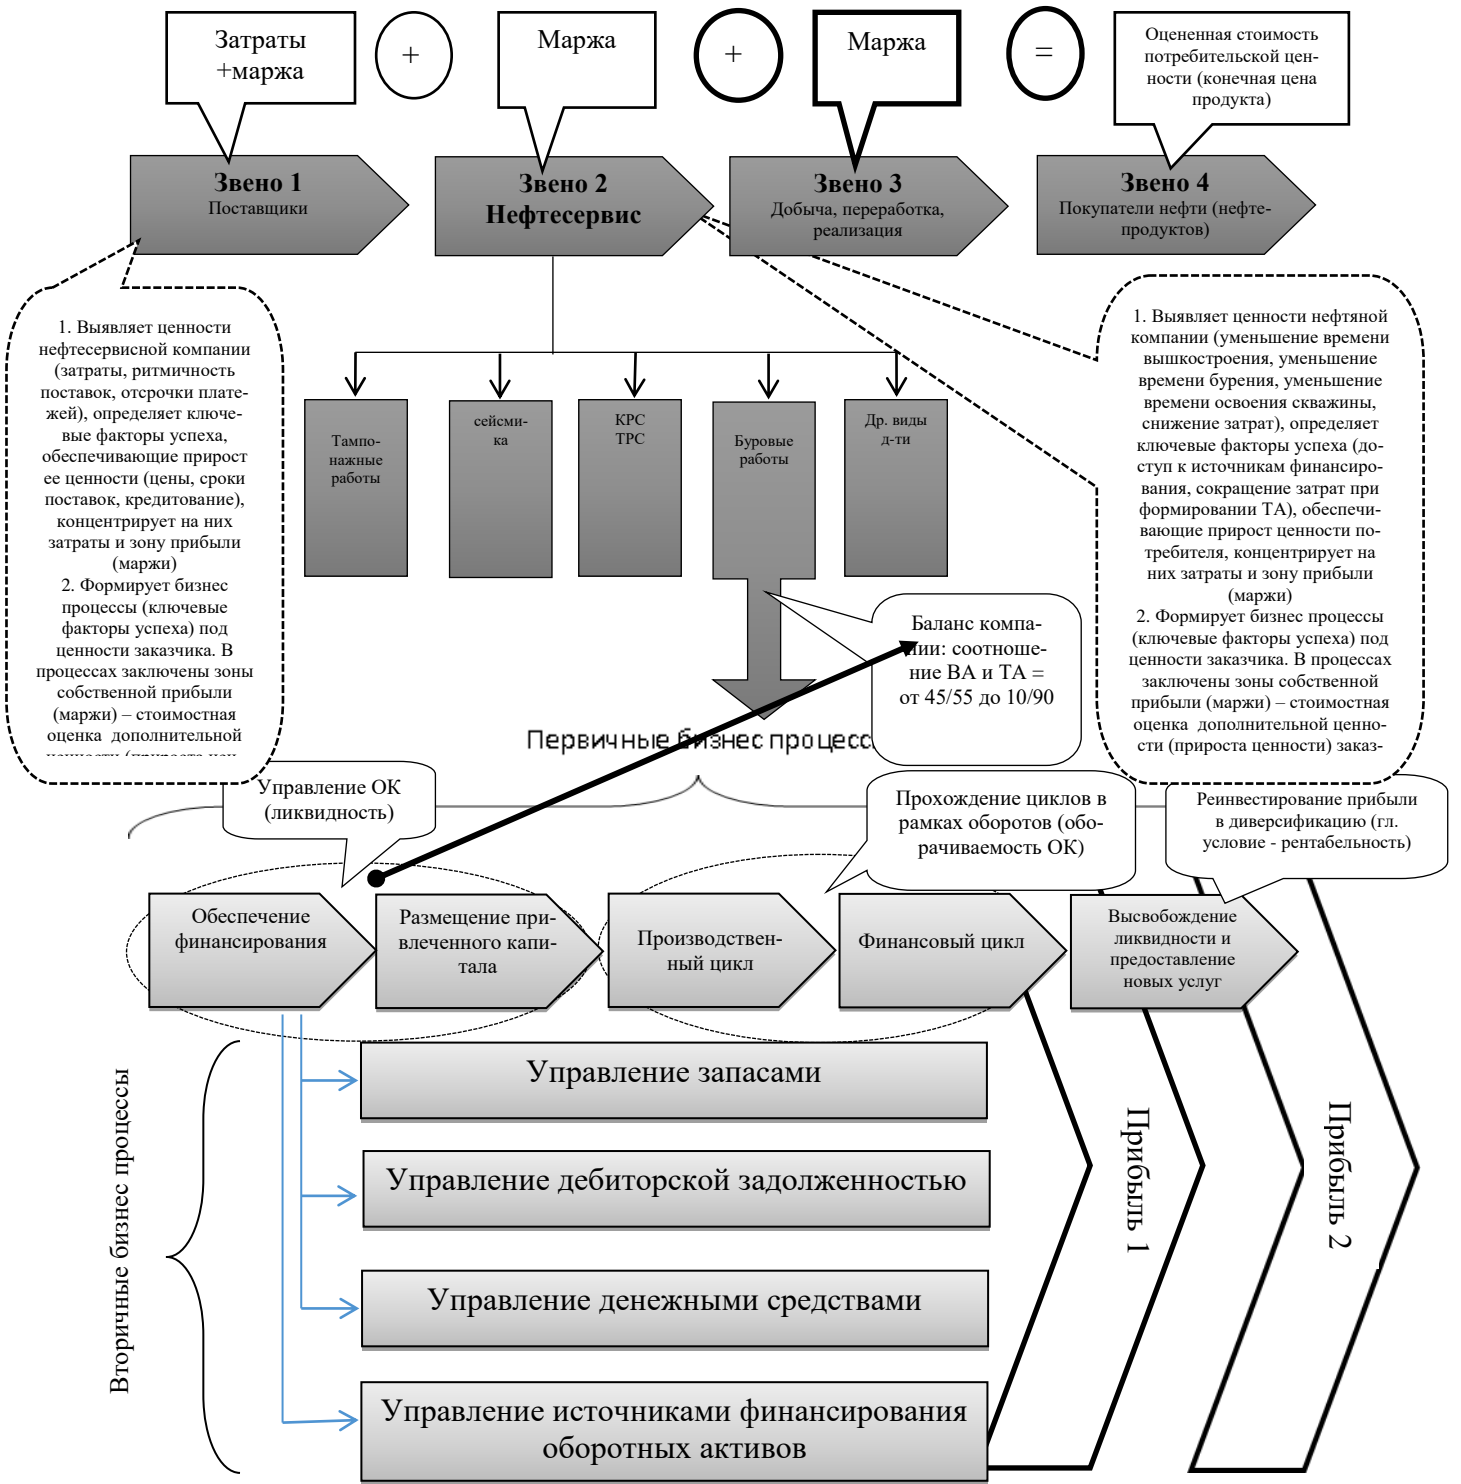 Затраты
+маржа
+
Маржа
+
Маржа
=
Оцененная стоимость
потребительской цен-
ности (конечная цена
продукта)
Звено 1
Поставщики
Звено 2
Нефтесервис
Звено 3
Добыча, переработка,
реализация
Звено 4
Покупатели нефти (нефте-
продуктов)
1. Выявляет ценности
нефтесервисной компании
(затраты, ритмичность
поставок, отсрочки плате-
жей), определяет ключе-
вые факторы успеха,
обеспечивающие прирост
ее ценности (цены, сроки
поставок, кредитование),
концентрирует на них
затраты и зону прибыли
(маржи)
2. Формирует бизнес
процессы (ключевые
факторы успеха) под
ценности заказчика. В
процессах заключены зоны
собственной прибыли
(маржи) – стоимостная
оценка дополнительной
Тампо-
нажные
работы
сейсми-
ка
КРС
ТРС
Буровые
работы
Др. виды
д-ти
1. Выявляет ценности нефтяной
компании (уменьшение времени
вышкостроения, уменьшение
времени бурения, уменьшение
времени освоения скважины,
снижение затрат), определяет
ключевые факторы успеха (до-
ступ к источникам финансиро-
вания, сокращение затрат при
формировании ТА), обеспечи-
вающие прирост ценности по-
требителя, концентрирует на
них затраты и зону прибыли
(маржи)
2. Формирует бизнес процессы
(ключевые факторы успеха) под
ценности заказчика. В процессах
заключены зоны собственной
прибыли (маржи) – стоимостная
оценка дополнительной ценно-
сти (прироста ценности) заказ-
Баланс компа-
нии: соотноше-
ние ВА и ТА =
от 45/55 до 10/90
Первичные бизнес процесс
Управление ОК
(ликвидность)
Прохождение циклов в
рамках оборотов (обо-
рачиваемость ОК)
Реинвестирование прибыли
в диверсификацию (гл.
условие - рентабельность)
Обеспечение
финансирования
Размещение при-
влеченного капи-
тала
Производствен-
ный цикл
Финансовый цикл
Высвобождение
ликвидности и
предоставление
новых услуг
Вторичные бизнес процессы
Управление запасами
Управление дебиторской задолженностью
Управление денежными средствами
Управление источниками финансирования
оборотных активов
Прибыль 1
Прибыль 2